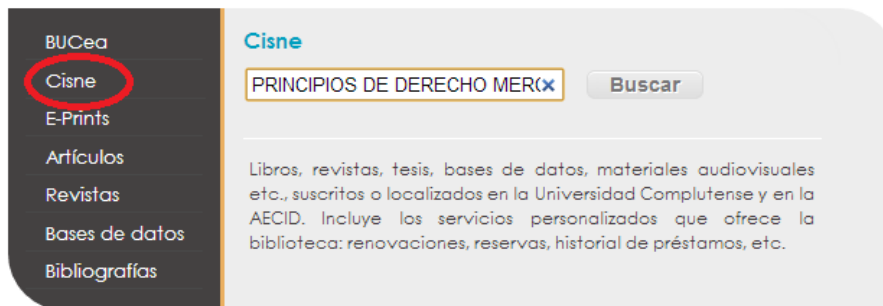 BUCea
Cisne
E-Prints
Artículos
Revistas
Bases de datos
Bibliografías
Cisne
PRINCIPIOS DE DERECHO MER
Buscar
Libros, revistas, tesis, bases de datos, materiales audiovisuales
etc., suscritos o localizados en la Universidad Complutense y en la
AECID. Incluye los servicios personalizados que ofrece la
biblioteca: renovaciones, reservas, historial de préstamos, etc.